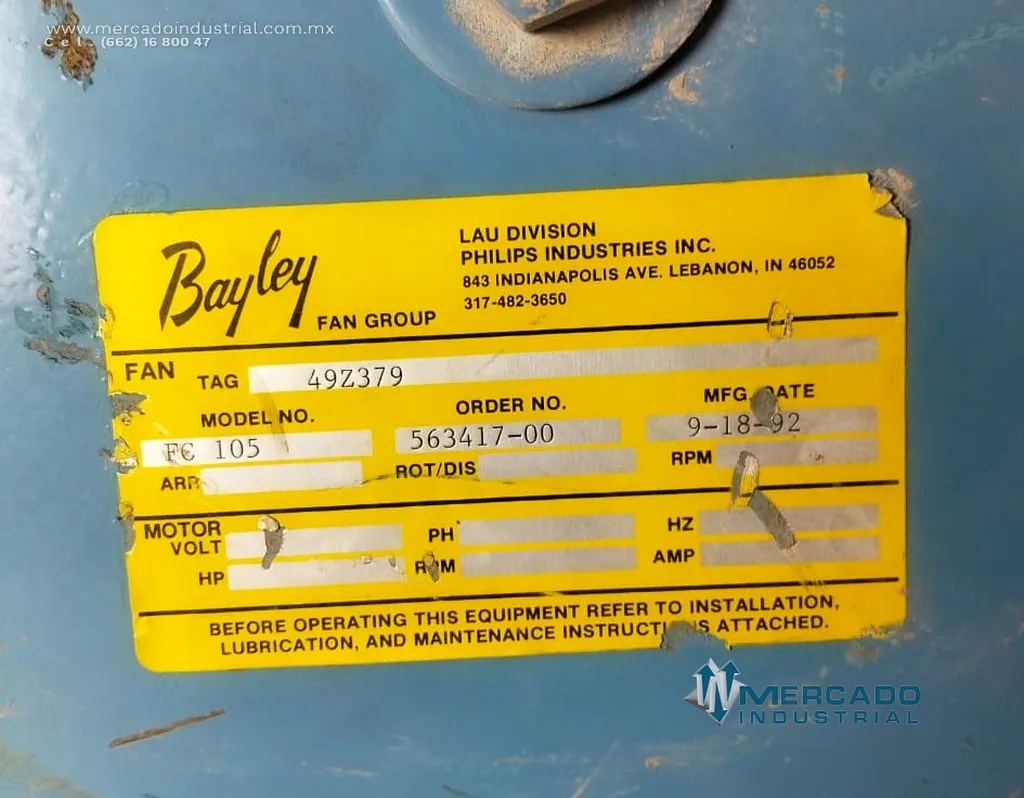 www.mercadoindustrial.com.mx
Cel. (662) 16 800 47
Bayley FAN GROUP
LAU DIVISION
PHILIPS INDUSTRIES INC.
843 INDIANAPOLIS AVE. LEBANON, IN 46052
317-482-3650
FAN TAG 49Z379
MODEL NO. ORDER NO. MFG. DATE
FC 105 563417-00 9-18-92
ARR ROT/DIS RPM
MOTOR
VOLT PH HZ
HP RPM AMP
BEFORE OPERATING THIS EQUIPMENT REFER TO INSTALLATION,
LUBRICATION, AND MAINTENANCE INSTRUCTIONS ATTACHED.
MERCADO
INDUSTRIAL